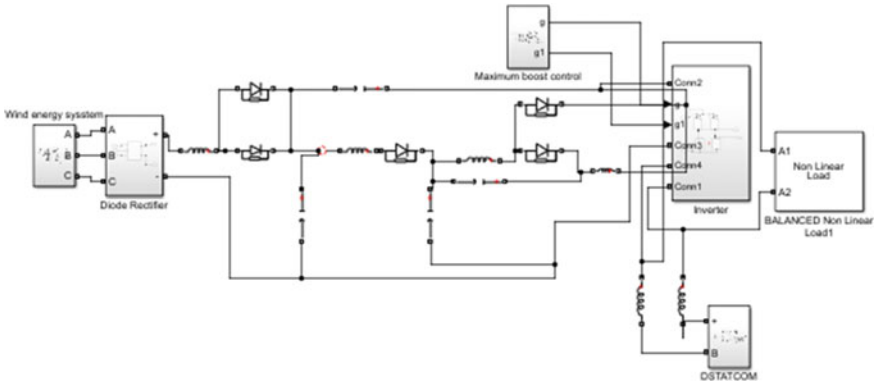 g
g1
Maximum boost control
Wind energy sysstem
A
B
C
A
B
C
+
-
Diode Rectifier
Conn2
g
g1
Conn3
Conn4
Conn1
Inverter
A1
A2
Non Linear
Load
BALANCED Non Linear
Load1
+
B
DSTATCOM